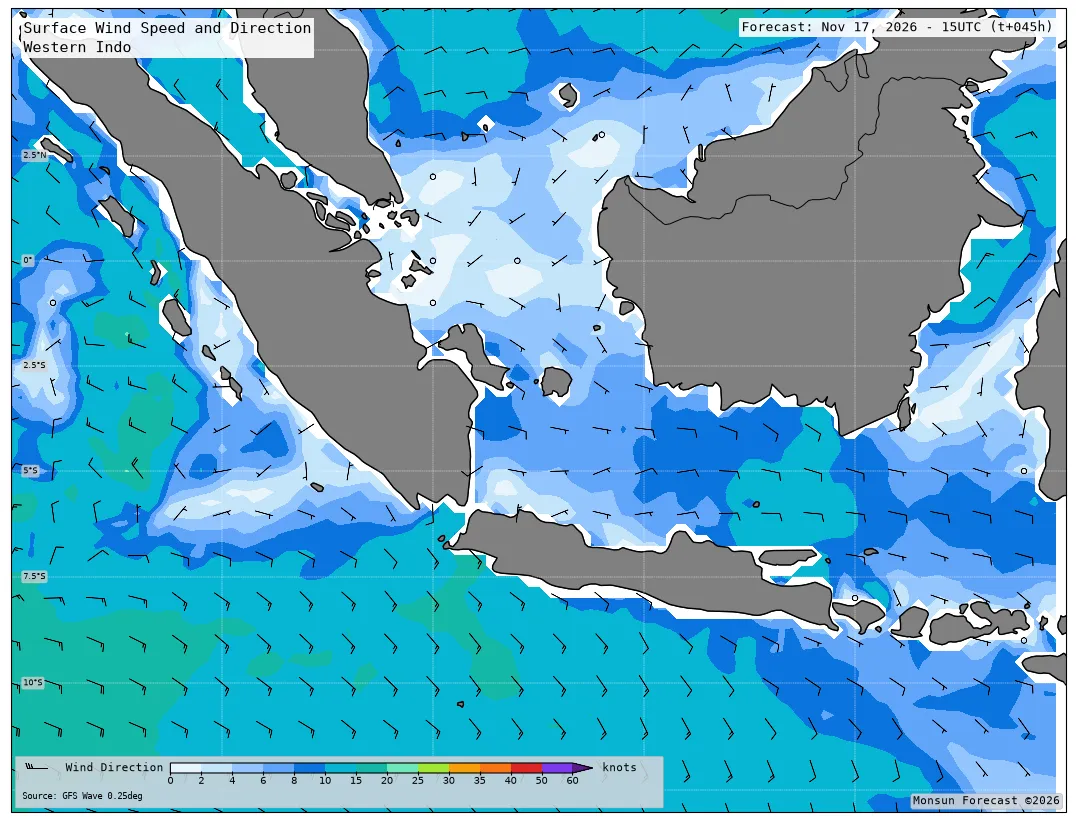 Surface Wind Speed and Direction
Western Indo
Forecast: Nov 17, 2026 - 15UTC (t+045h)
2.5°N
0°
2.5°S
5°S
7.5°S
10°S
Wind Direction
0 2 4 6 8 10 15 20 25 30 35 40 50 60
knots
Source: GFS Wave 0.25deg
Monsun Forecast ©2026